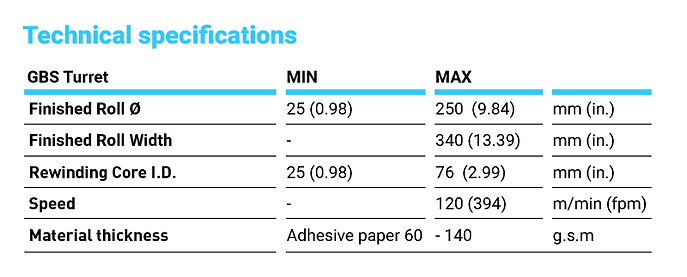 Technical specifications
GBS Turret MIN MAX
Finished Roll Ø 25 (0.98) 250 (9.84) mm (in.)
Finished Roll Width - 340 (13.39) mm (in.)
Rewinding Core I.D. 25 (0.98) 76 (2.99) mm (in.)
Speed - 120 (394) m/min (fpm)
Material thickness Adhesive paper 60 - 140 g.s.m